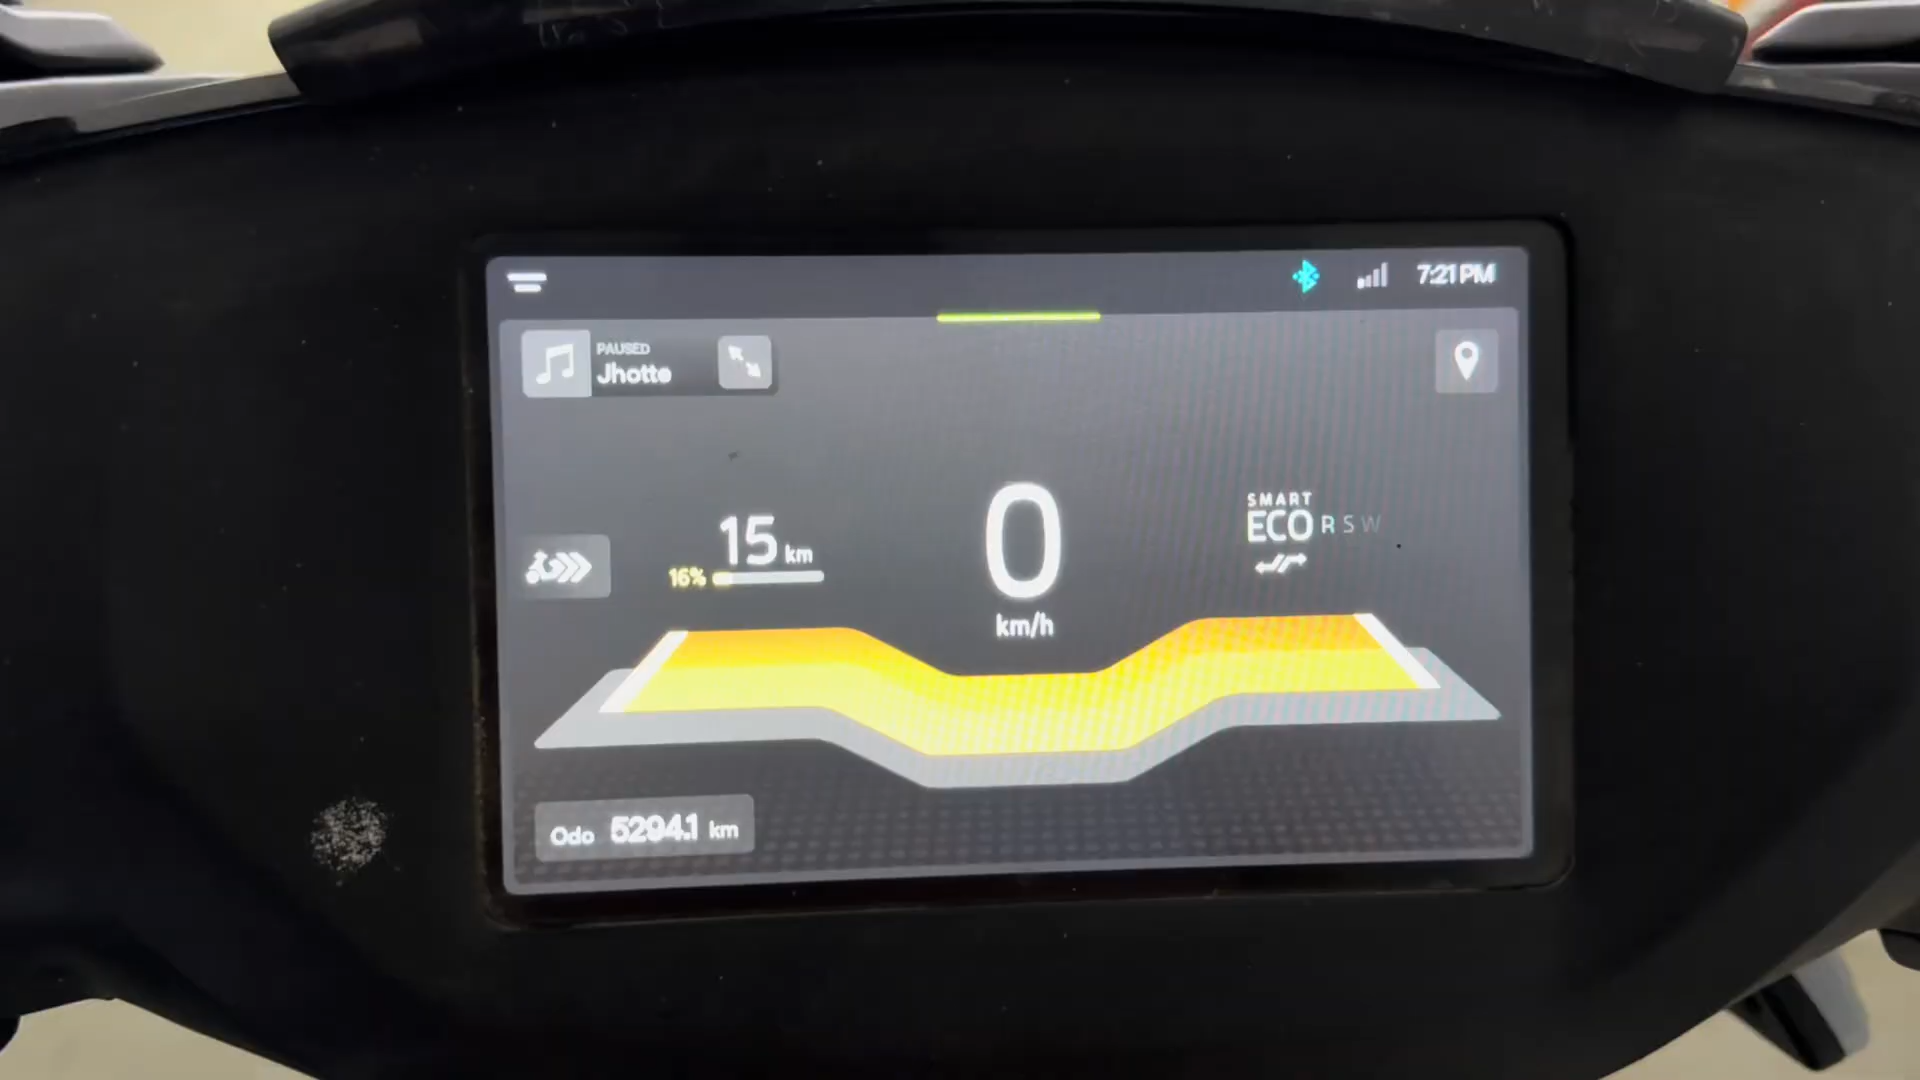 7:21 PM
PAUSED
Jhotte
15 km
16%
0
km/h
SMART
ECO R S W
Odo 5294.1 km